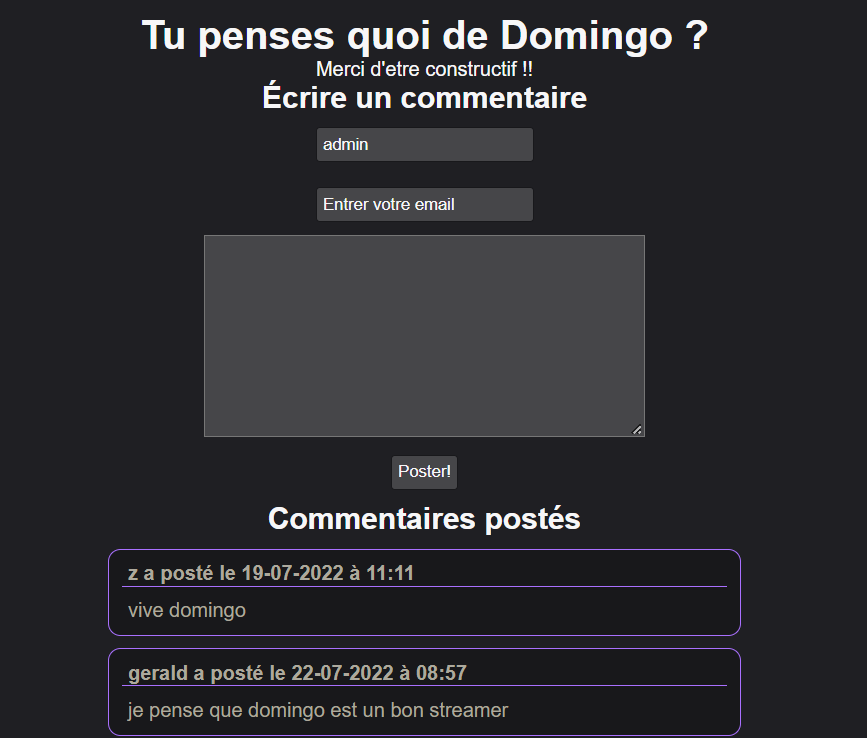 Tu penses quoi de Domingo ?
Merci d'etre constructif !!
Écrire un commentaire
admin
Entrer votre email
Poster!
Commentaires postés
z a posté le 19-07-2022 à 11:11
vive domingo
gerald a posté le 22-07-2022 à 08:57
je pense que domingo est un bon streamer